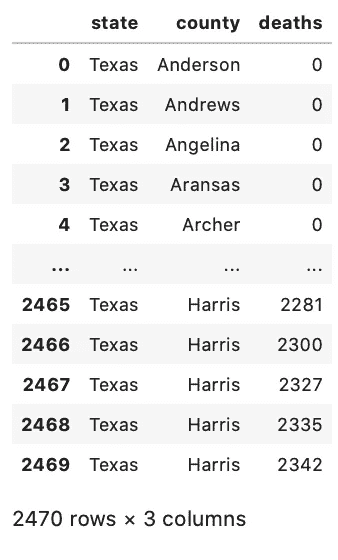 state county deaths
0 Texas Anderson 0
1 Texas Andrews 0
2 Texas Angelina 0
3 Texas Aransas 0
4 Texas Archer 0
... ... ... ...
2465 Texas Harris 2281
2466 Texas Harris 2300
2467 Texas Harris 2327
2468 Texas Harris 2335
2469 Texas Harris 2342
2470 rows × 3 columns